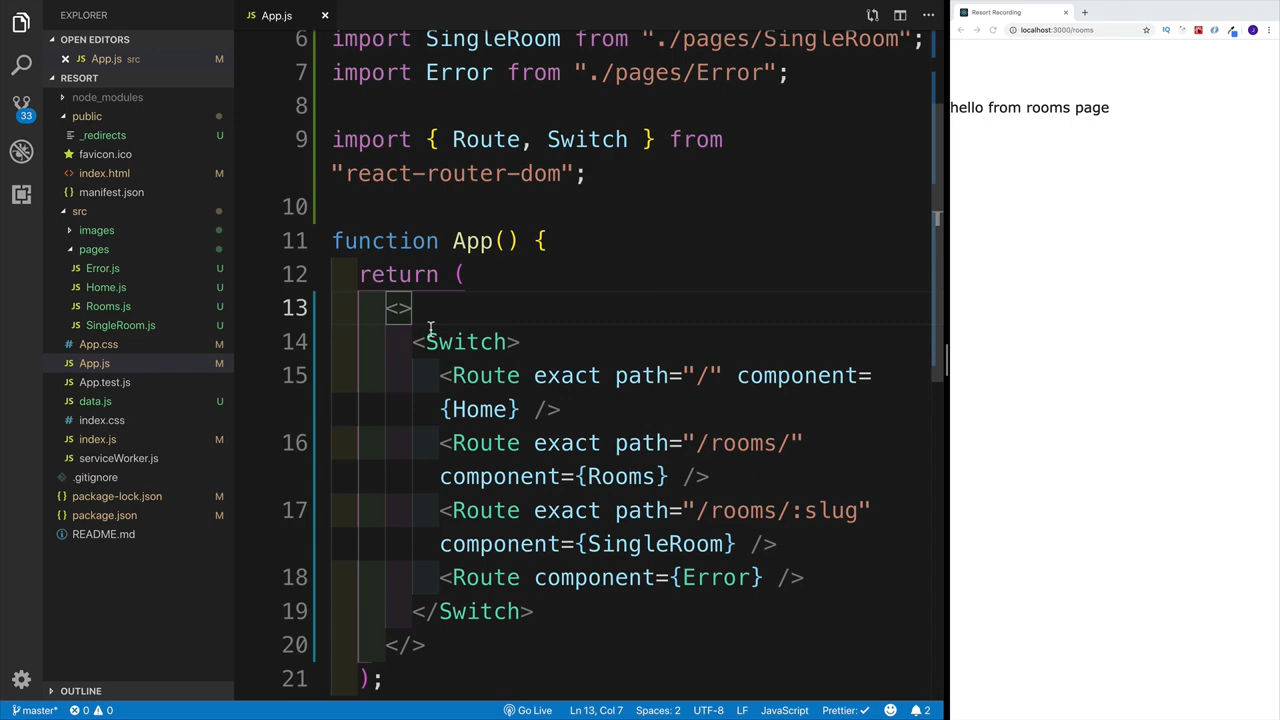 EXPLORER
OPEN EDITORS
App.js src M
RESORT
node_modules
public
_redirects U
favicon.ico
index.html M
manifest.json
src
images
pages
Error.js U
Home.js U
Rooms.js U
SingleRoom.js U
App.css M
App.js M
App.test.js M
data.js U
index.css
index.js M
serviceWorker.js
.gitignore
package-lock.json M
package.json M
README.md
OUTLINE
33
App.js
6 import SingleRoom from "./pages/SingleRoom";
7 import Error from "./pages/Error";
8
9 import { Route, Switch } from
"react-router-dom";
10
11 function App() {
12 return (
13 <>
14 <Switch>
15 <Route exact path="/" component=
{Home} />
16 <Route exact path="/rooms/"
component={Rooms} />
17 <Route exact path="/rooms/:slug"
component={SingleRoom} />
18 <Route component={Error} />
19 </Switch>
20 </>
21 );
master* 0 0 Go Live Ln 13, Col 7 Spaces: 2 UTF-8 LF JavaScript Prettier: ✓ 2
Resort Recording
localhost:3000/rooms
IQ
J
hello from rooms page